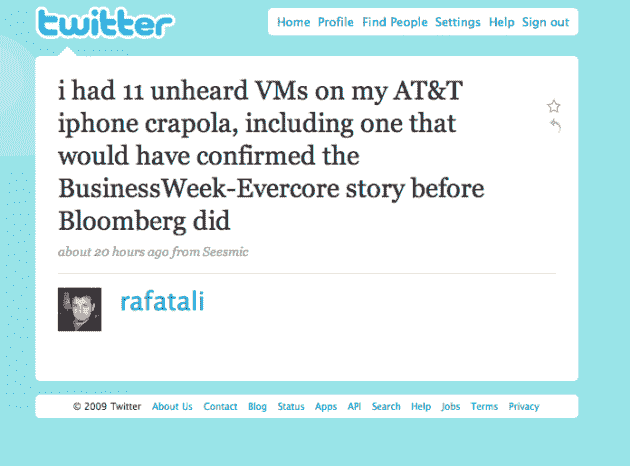 twitter
Home Profile Find People Settings Help Sign out
i had 11 unheard VMs on my AT&T
iphone crapola, including one that
would have confirmed the
BusinessWeek-Evercore story before
Bloomberg did
about 20 hours ago from Seesmic
rafatali
© 2009 Twitter About Us Contact Blog Status Apps API Search Help Jobs Terms Privacy